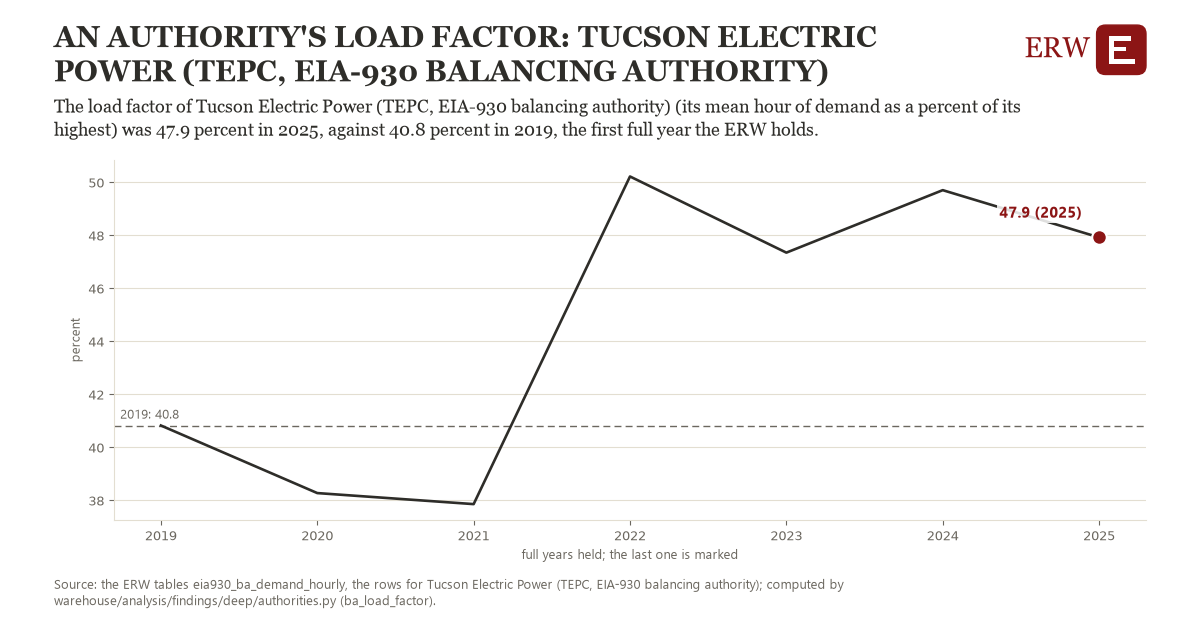 AN AUTHORITY'S LOAD FACTOR: TUCSON ELECTRIC
POWER (TEPC, EIA-930 BALANCING AUTHORITY)
ERW E
The load factor of Tucson Electric Power (TEPC, EIA-930 balancing authority) (its mean hour of demand as a percent of its
highest) was 47.9 percent in 2025, against 40.8 percent in 2019, the first full year the ERW holds.
50
48
46
44
42
40
38
percent
2019: 40.8
47.9 (2025)
2019 2020 2021 2022 2023 2024 2025
full years held; the last one is marked
Source: the ERW tables eia930_ba_demand_hourly, the rows for Tucson Electric Power (TEPC, EIA-930 balancing authority); computed by
warehouse/analysis/findings/deep/authorities.py (ba_load_factor).